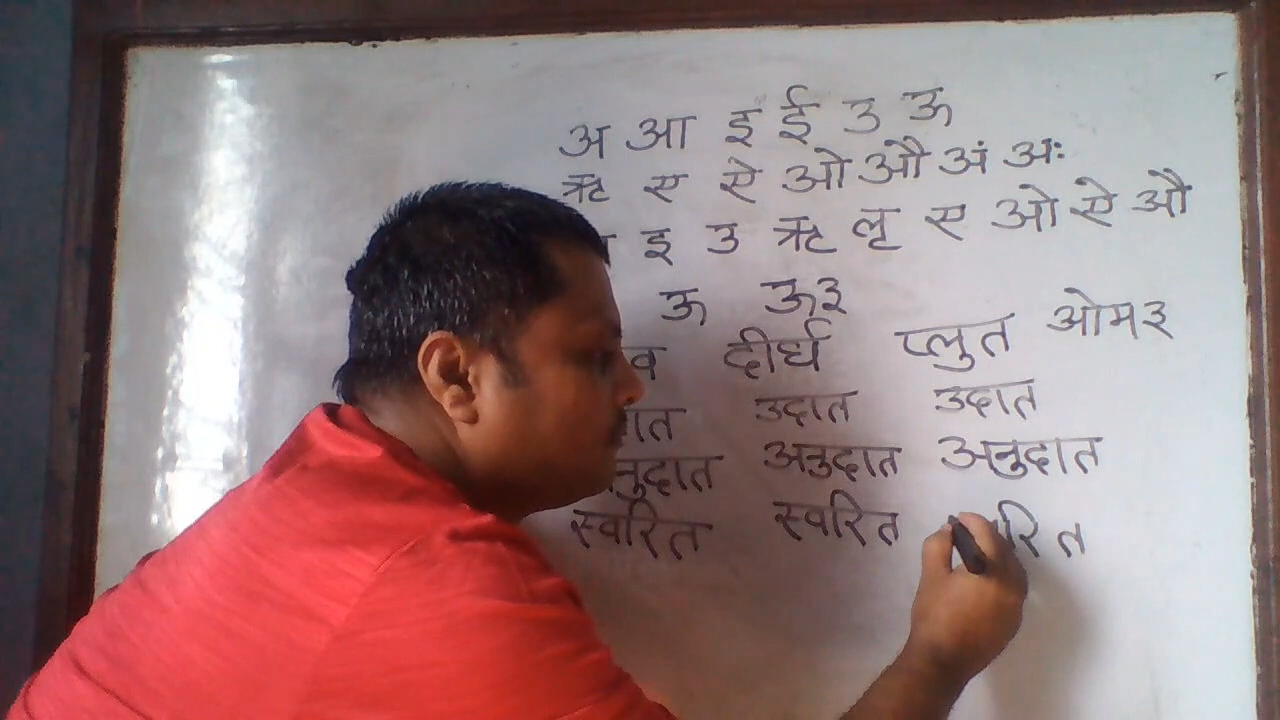 अ आ इ ई उ ऊ
ऋ ए ऐ ओ औ अं अः
इ उ ऋ लृ ए ओ ऐ औ
ऊ ऊ३
दीर्घ प्लुत ओम३
उदात उदात
अनुदात अनुदात
स्वरित स्वरित